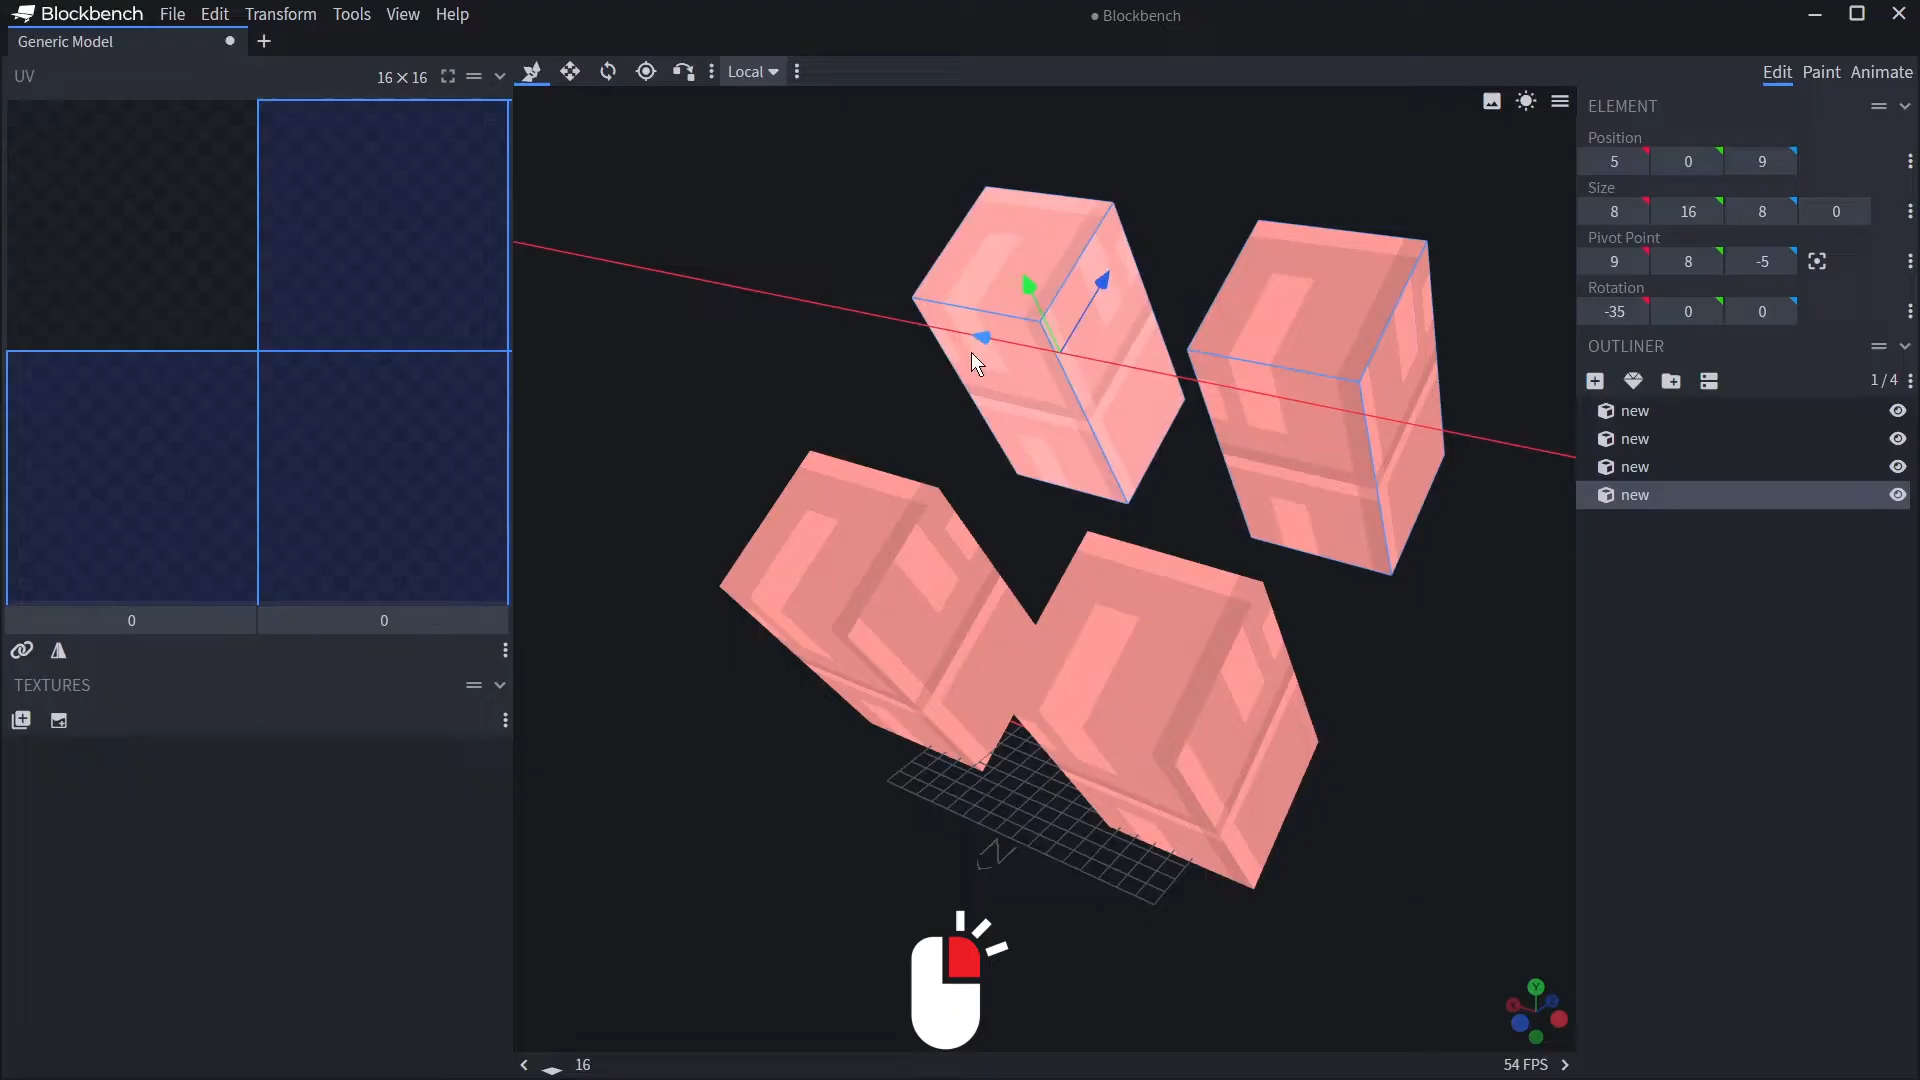 Blockbench File Edit Transform Tools View Help
● Blockbench
Generic Model
UV 16×16
Local
Edit Paint Animate
ELEMENT
Position
5 0 9
Size
8 16 8 0
Pivot Point
9 8 -5
Rotation
-35 0 0
OUTLINER
1 / 4
new
new
new
new
0 0
TEXTURES
N
Y
16
54 FPS